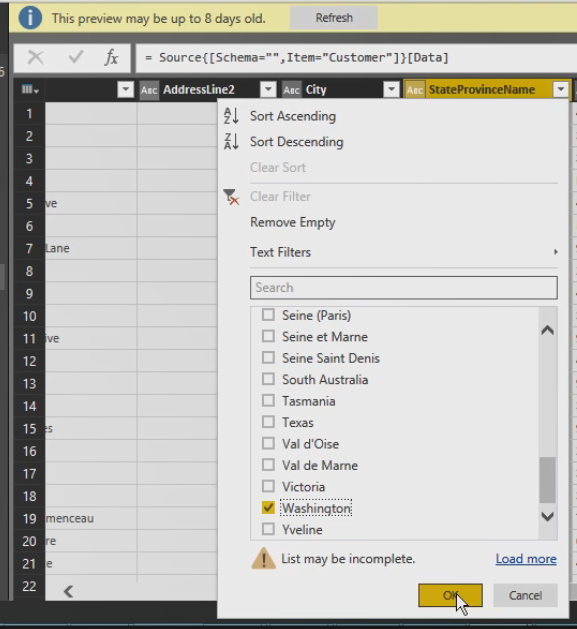 This preview may be up to 8 days old. Refresh
fx = Source{[Schema="",Item="Customer"]}[Data]
ABC AddressLine2 ABC City ABC StateProvinceName
1
2
3
4
5 ve
6
7 Lane
8
9
10
11 ive
12
13
14
15 es
16
17
18
19 menceau
20 re
21 e
22
Sort Ascending
Sort Descending
Clear Sort
Clear Filter
Remove Empty
Text Filters
Search
Seine (Paris)
Seine et Marne
Seine Saint Denis
South Australia
Tasmania
Texas
Val d'Oise
Val de Marne
Victoria
Washington
Yveline
List may be incomplete. Load more
OK Cancel